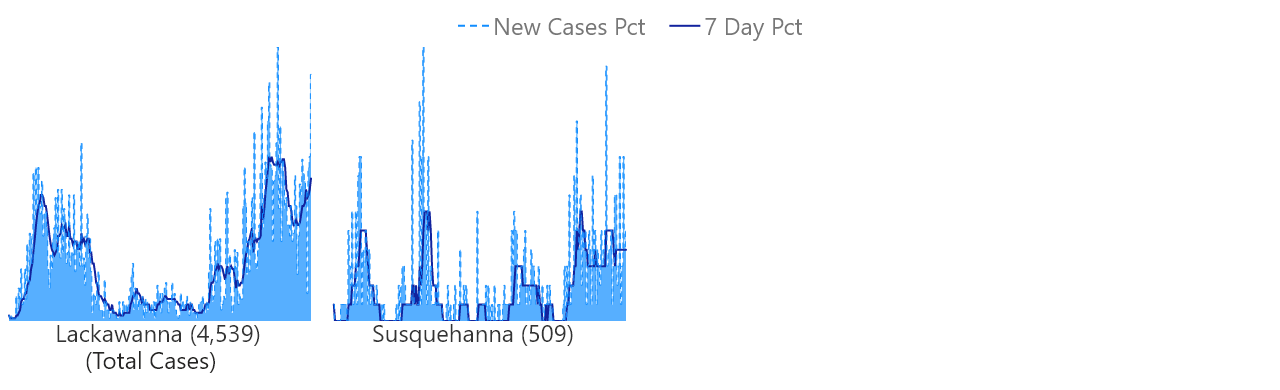 New Cases Pct 7 Day Pct
Lackawanna (4,539) Susquehanna (509)
(Total Cases)